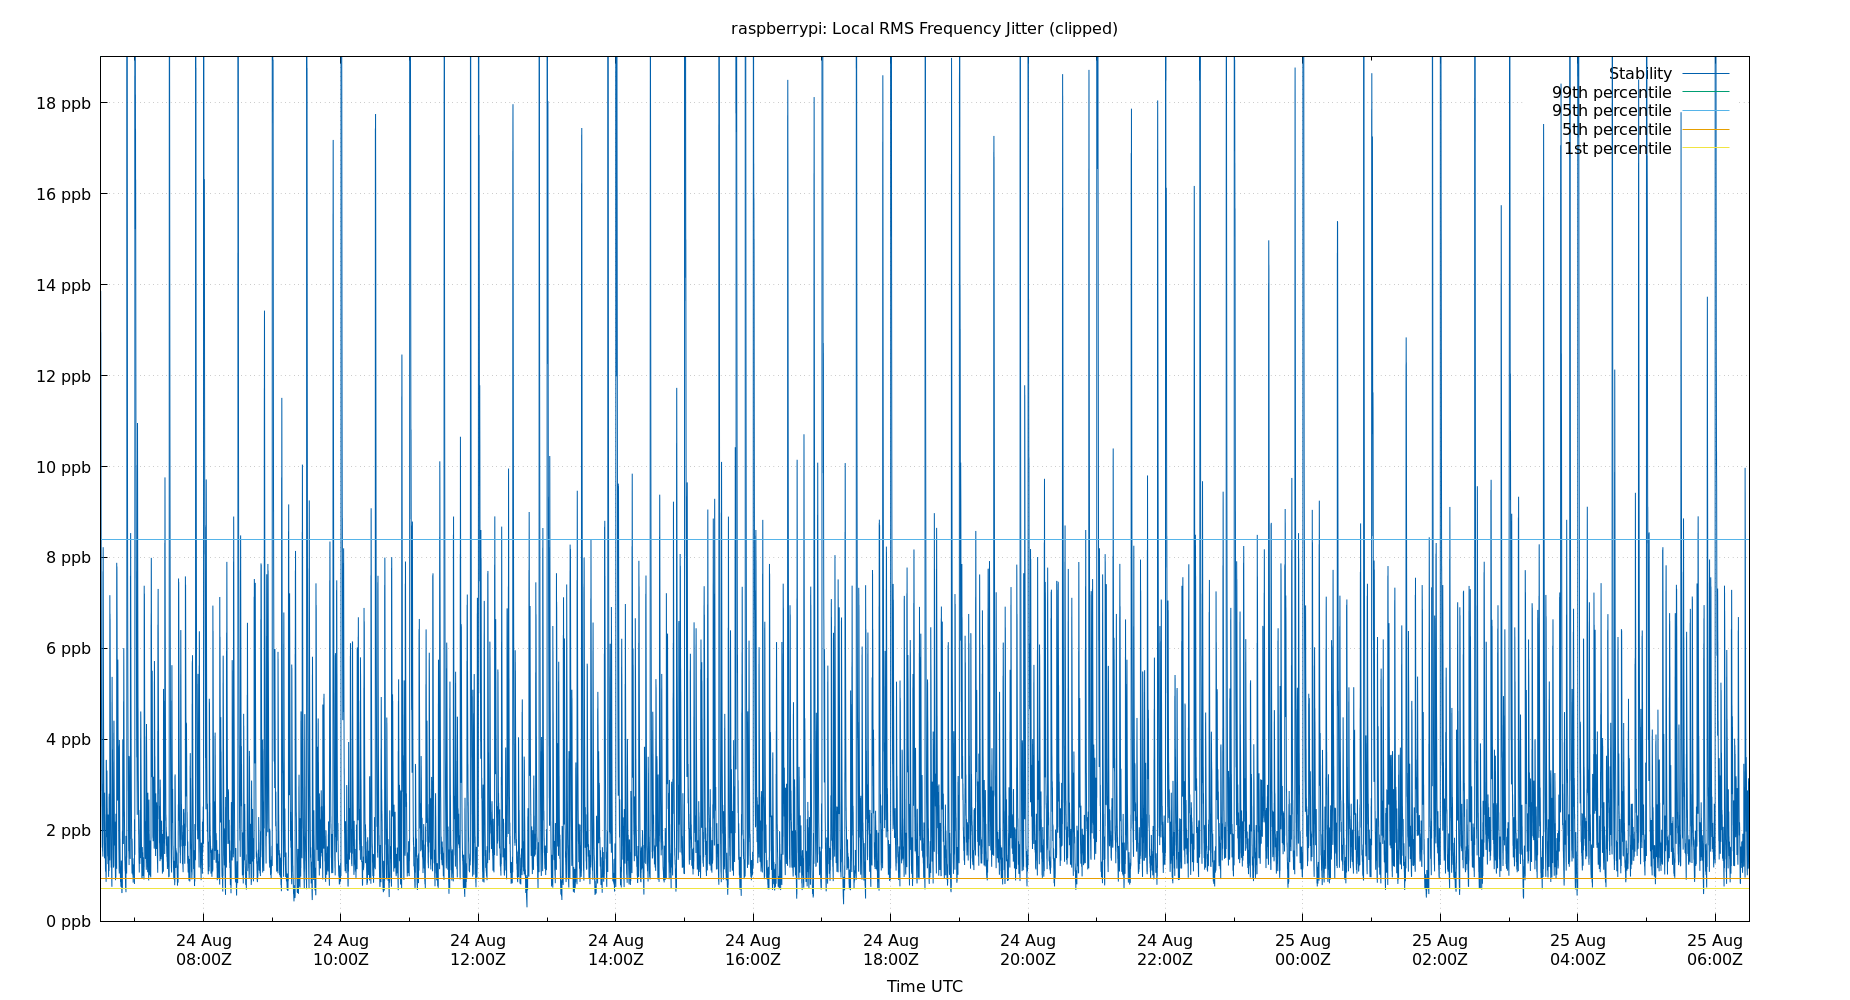 raspberrypi: Local RMS Frequency Jitter (clipped)
Stability
99th percentile
95th percentile
5th percentile
1st percentile
18 ppb
16 ppb
14 ppb
12 ppb
10 ppb
8 ppb
6 ppb
4 ppb
2 ppb
0 ppb
24 Aug 24 Aug 24 Aug 24 Aug 24 Aug 24 Aug 24 Aug 24 Aug 25 Aug 25 Aug 25 Aug 25 Aug
08:00Z 10:00Z 12:00Z 14:00Z 16:00Z 18:00Z 20:00Z 22:00Z 00:00Z 02:00Z 04:00Z 06:00Z
Time UTC